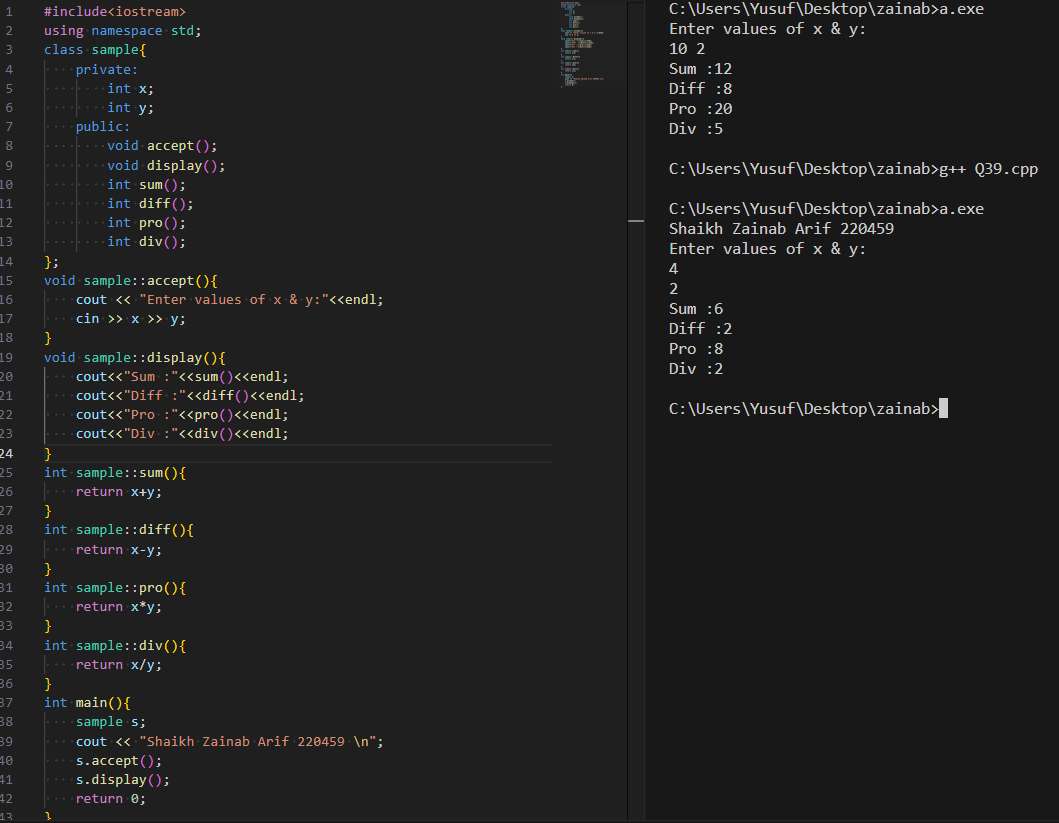 1 #include<iostream>
2 using namespace std;
3 class sample{
4 private:
5 int x;
6 int y;
7 public:
8 void accept();
9 void display();
10 int sum();
11 int diff();
12 int pro();
13 int div();
14 };
15 void sample::accept(){
16 cout << "Enter values of x & y:"<<endl;
17 cin >> x >> y;
18 }
19 void sample::display(){
20 cout<<"Sum :"<<sum()<<endl;
21 cout<<"Diff :"<<diff()<<endl;
22 cout<<"Pro :"<<pro()<<endl;
23 cout<<"Div :"<<div()<<endl;
24 }
25 int sample::sum(){
26 return x+y;
27 }
28 int sample::diff(){
29 return x-y;
30 }
31 int sample::pro(){
32 return x*y;
33 }
34 int sample::div(){
35 return x/y;
36 }
37 int main(){
38 sample s;
39 cout << "Shaikh Zainab Arif 220459 \n";
40 s.accept();
41 s.display();
42 return 0;
43 }
C:\Users\Yusuf\Desktop\zainab>a.exe
Enter values of x & y:
10 2
Sum :12
Diff :8
Pro :20
Div :5
C:\Users\Yusuf\Desktop\zainab>g++ Q39.cpp
C:\Users\Yusuf\Desktop\zainab>a.exe
Shaikh Zainab Arif 220459
Enter values of x & y:
4
2
Sum :6
Diff :2
Pro :8
Div :2
C:\Users\Yusuf\Desktop\zainab>